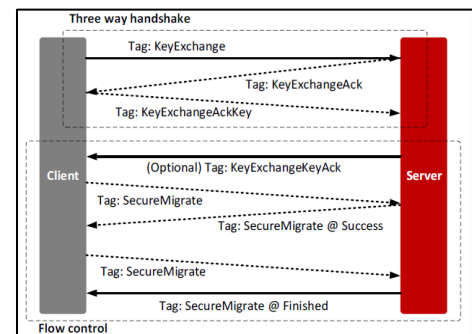 Three way handshake
Tag: KeyExchange
Tag: KeyExchangeAck
Tag: KeyExchangeAckKey
(Optional) Tag: KeyExchangeKeyAck
Client
Server
Tag: SecureMigrate
Tag: SecureMigrate @ Success
Tag: SecureMigrate
Tag: SecureMigrate @ Finished
Flow control